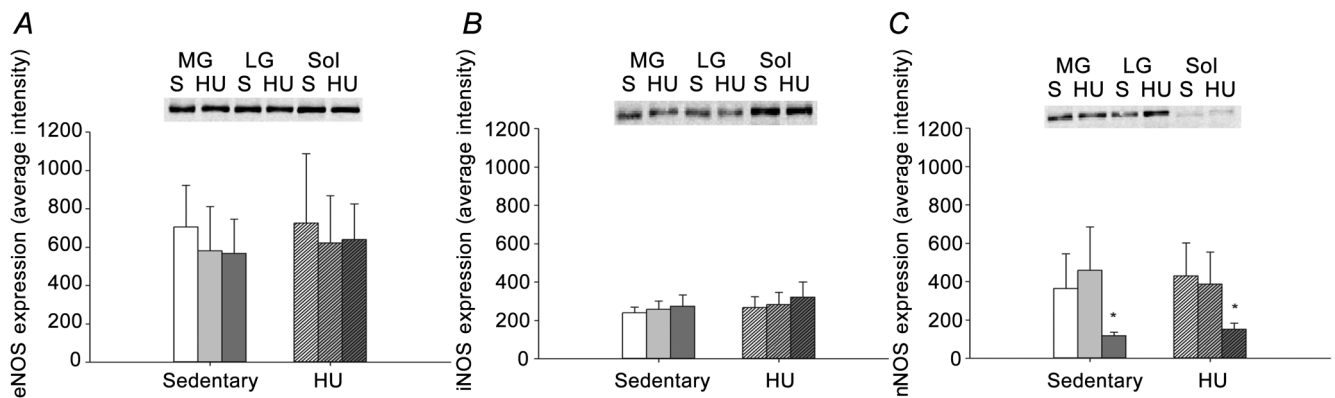 A
eNOS expression (average intensity)
MG LG Sol
S HU S HU S HU
1200
1000
800
600
400
200
0
Sedentary HU
B
iNOS expression (average intensity)
MG LG Sol
S HU S HU S HU
1200
1000
800
600
400
200
0
Sedentary HU
C
nNOS expression (average intensity)
MG LG Sol
S HU S HU S HU
1200
1000
800
600
400
200
0
* *
Sedentary HU